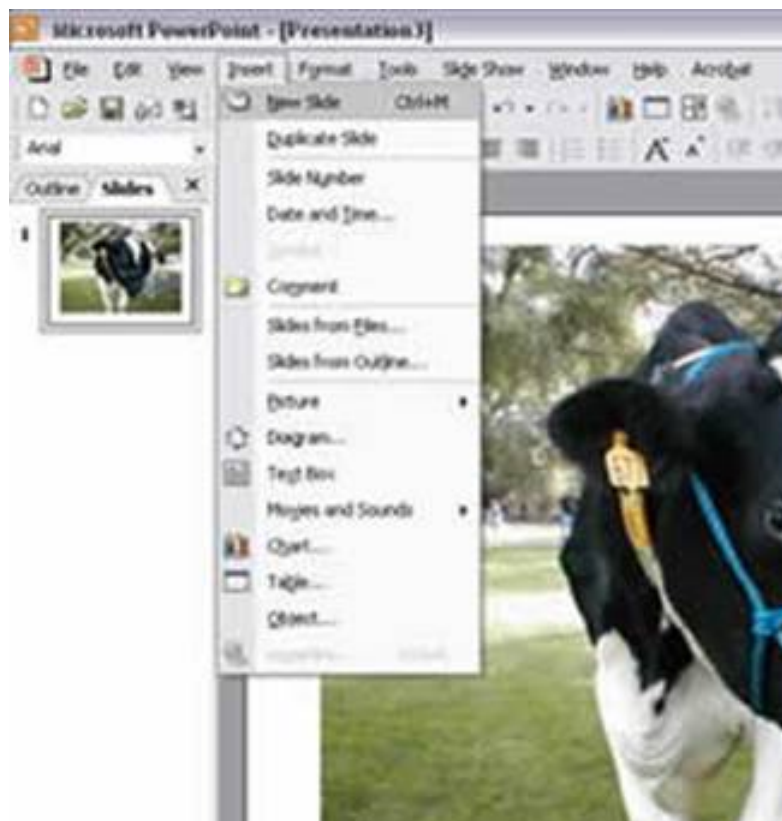 Microsoft PowerPoint - [Presentation3]
File Edit View Insert Format Tools Slide Show Window Help Acrobat
Arial
Outline Slides
1
New Slide Ctrl+M
Duplicate Slide
Slide Number
Date and Time...
Comment
Slides from Files...
Slides from Outline...
Picture
Diagram...
Text Box
Movies and Sounds
Chart...
Table...
Object...